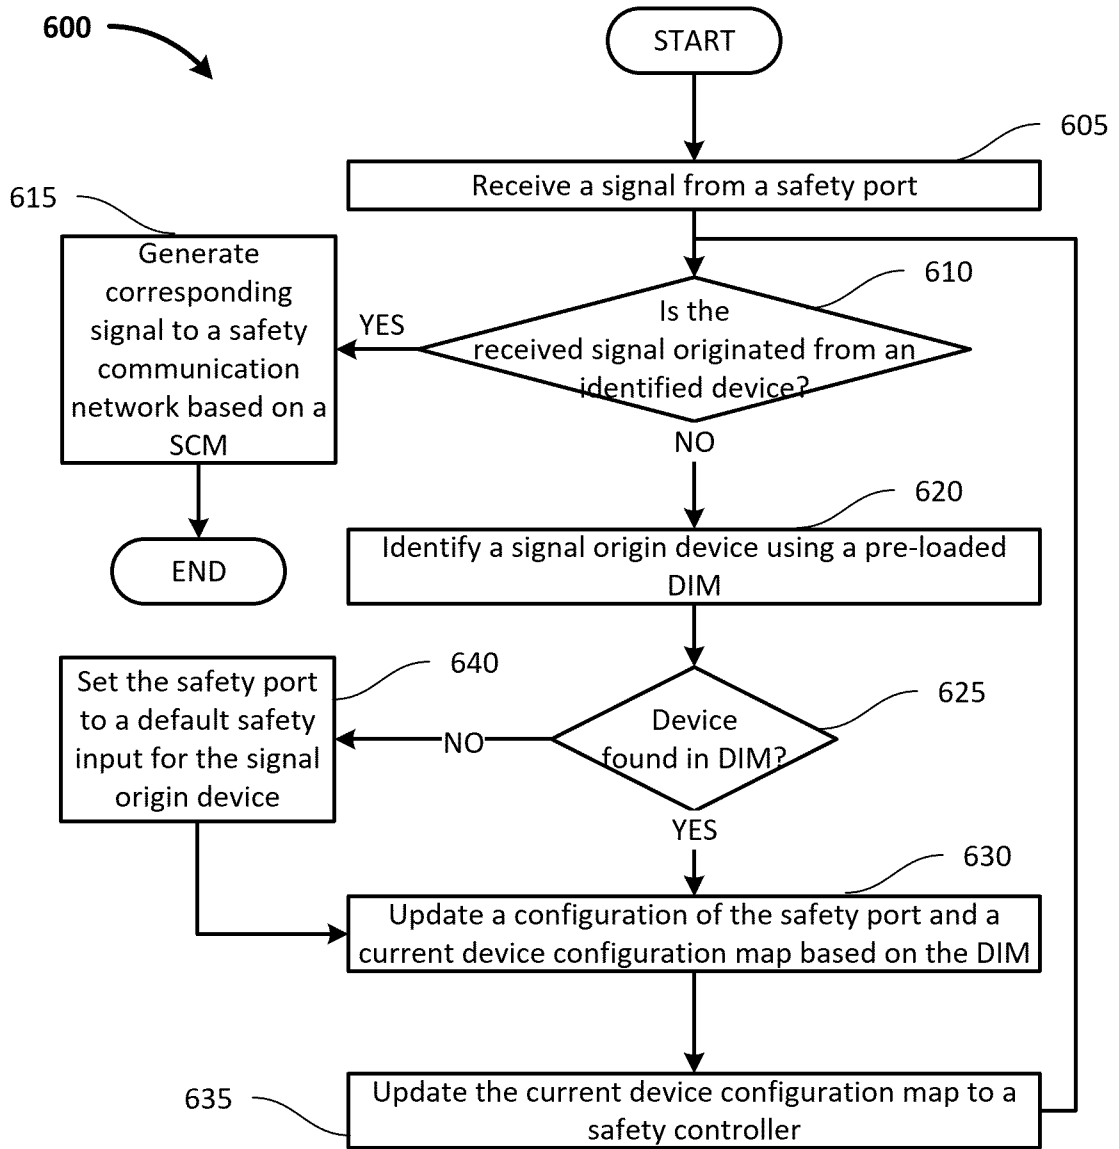 600
START
605
Receive a signal from a safety port
615
Generate
corresponding
signal to a safety
communication
network based on a
SCM
YES
610
Is the
received signal originated from an
identified device?
NO
620
Identify a signal origin device using a pre-loaded
DIM
END
640
Set the safety port
to a default safety
input for the signal
origin device
NO
625
Device
found in DIM?
YES
630
Update a configuration of the safety port and a
current device configuration map based on the DIM
635
Update the current device configuration map to a
safety controller